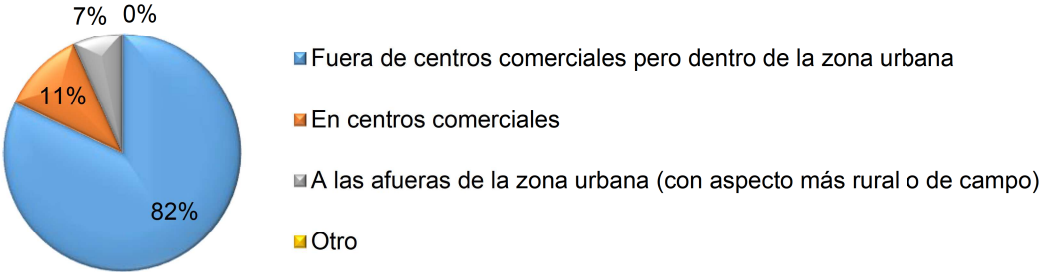 7% 0%
11%
82%
Fuera de centros comerciales pero dentro de la zona urbana
En centros comerciales
A las afueras de la zona urbana (con aspecto más rural o de campo)
Otro